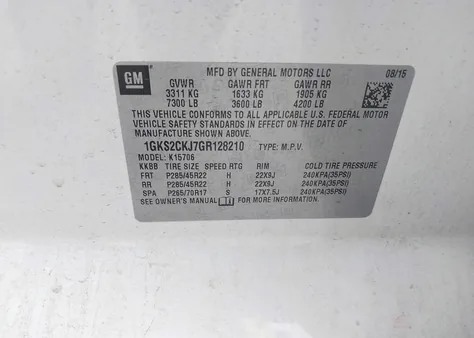 GM
MFD BY GENERAL MOTORS LLC 08/15
GVWR GAWR FRT GAWR RR
3311 KG 1633 KG 1905 KG
7300 LB 3600 LB 4200 LB
THIS VEHICLE CONFORMS TO ALL APPLICABLE U.S. FEDERAL MOTOR
VEHICLE SAFETY STANDARDS IN EFFECT ON THE DATE OF
MANUFACTURE SHOWN ABOVE.
1GKS2CKJ7GR128210 TYPE: M.P.V.
MODEL: K15706
KKBB TIRE SIZE SPEED RTG RIM COLD TIRE PRESSURE
FRT P285/45R22 H 22X9J 240KPA(35PSI)
RR P285/45R22 H 22X9J 240KPA(35PSI)
SPA P265/70R17 S 17X7.5J 240KPA(35PSI)
SEE OWNER'S MANUAL FOR MORE INFORMATION.